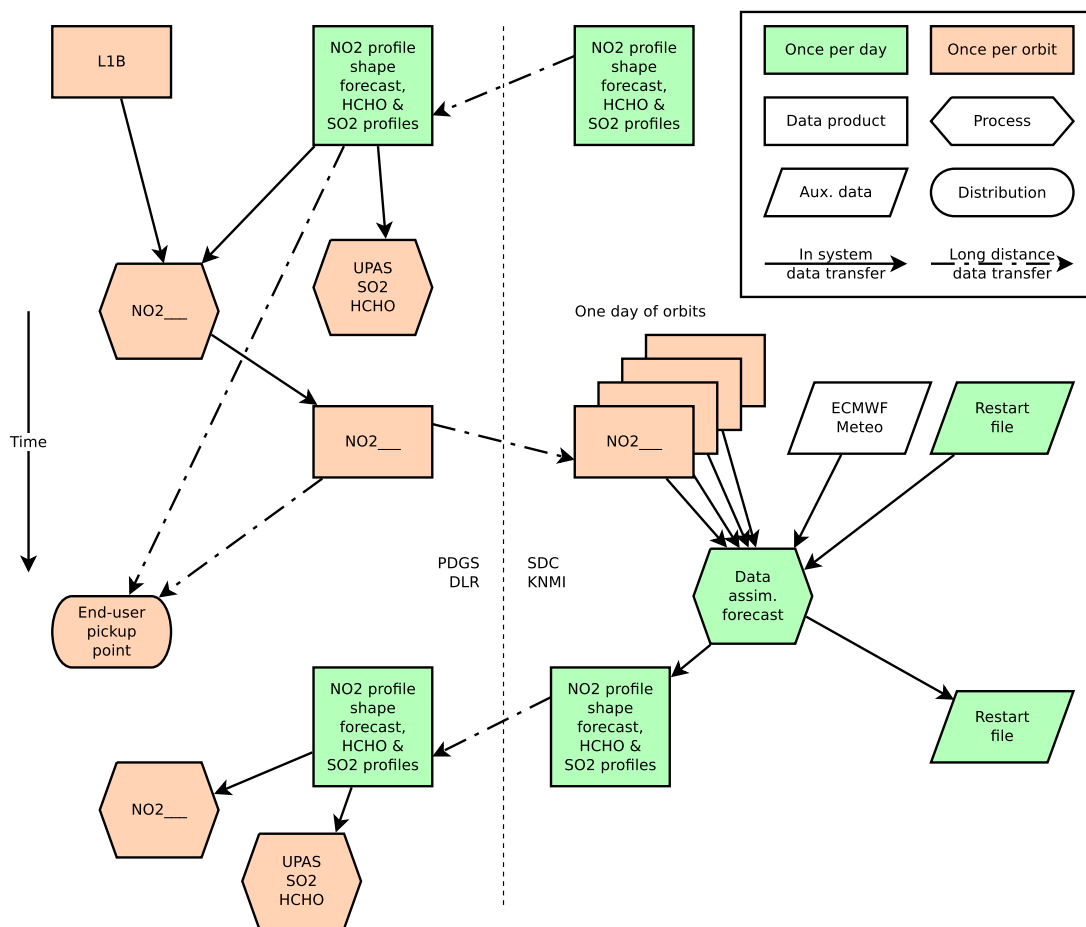 L1B
NO2 profile
shape
forecast,
HCHO &
SO2 profiles
NO2 profile
shape
forecast,
HCHO &
SO2 profiles
Once per day
Once per orbit
Data product
Process
Aux. data
Distribution
In system
data transfer
Long distance
data transfer
NO2___
UPAS
SO2
HCHO
One day of orbits
Time
NO2___
NO2___
ECMWF
Meteo
Restart
file
PDGS
DLR
SDC
KNMI
Data
assim.
forecast
End-user
pickup
point
NO2 profile
shape
forecast,
HCHO &
SO2 profiles
NO2 profile
shape
forecast,
HCHO &
SO2 profiles
Restart
file
NO2___
UPAS
SO2
HCHO